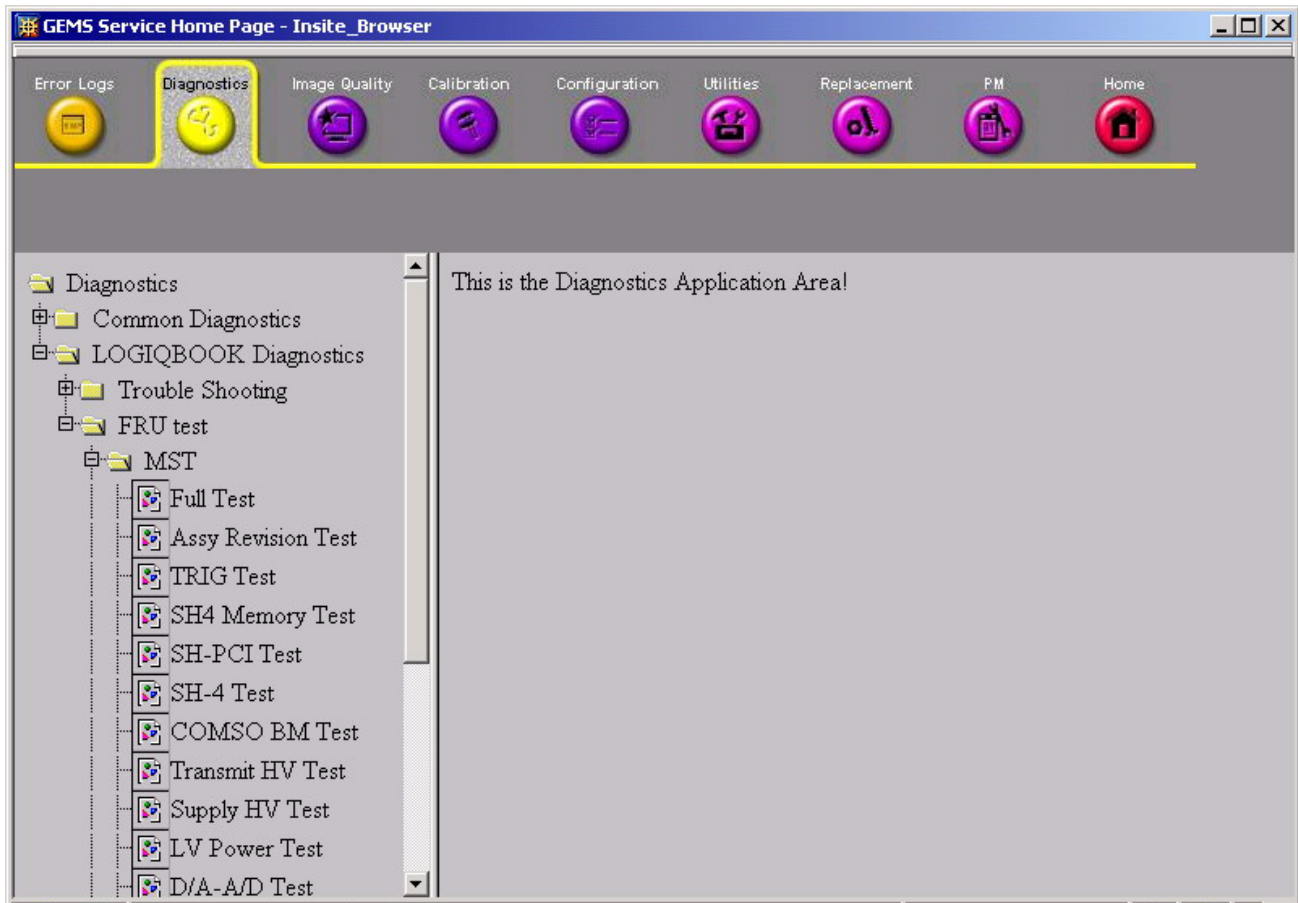 GEMS Service Home Page - Insite_Browser
Error Logs
Diagnostics
Image Quality
Calibration
Configuration
Utilities
Replacement
PM
Home
Diagnostics
Common Diagnostics
LOGIQBOOK Diagnostics
Trouble Shooting
FRU test
MST
Full Test
Assy Revision Test
TRIG Test
SH4 Memory Test
SH-PCI Test
SH-4 Test
COMSO BM Test
Transmit HV Test
Supply HV Test
LV Power Test
D/A-A/D Test
This is the Diagnostics Application Area!